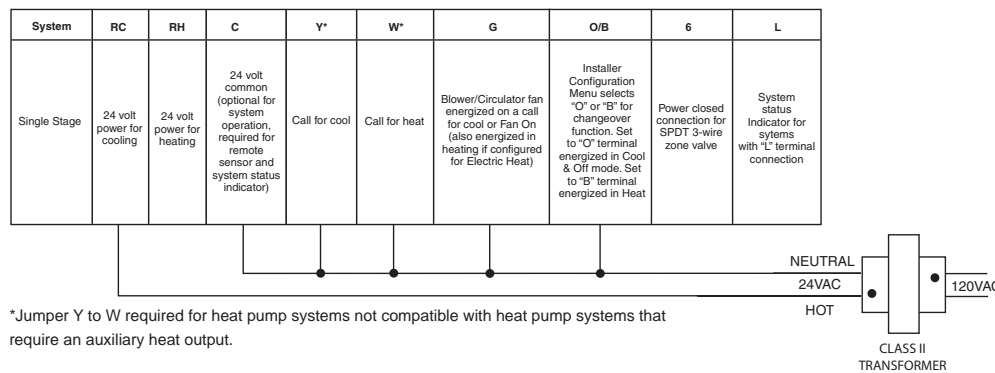 System RC RH C Y* W* G O/B 6 L
Single Stage
24 volt
power for
cooling
24 volt
power for
heating
24 volt
common
(optional for
system
operation,
required for
remote
sensor and
system status
indicator)
Call for cool
Call for heat
Blower/Circulator fan
energized on a call
for cool or Fan On
(also energized in
heating if configured
for Electric Heat)
Installer
Configuration
Menu selects
“O” or “B” for
changeover
function. Set
to “O” terminal
energized in Cool
& Off mode. Set
to “B” terminal
energized in Heat
Power closed
connection for
SPDT 3-wire
zone valve
System
status
Indicator for
sytems
with “L” terminal
connection
NEUTRAL
24VAC
HOT
120VAC
CLASS II
TRANSFORMER
*Jumper Y to W required for heat pump systems not compatible with heat pump systems that
require an auxiliary heat output.